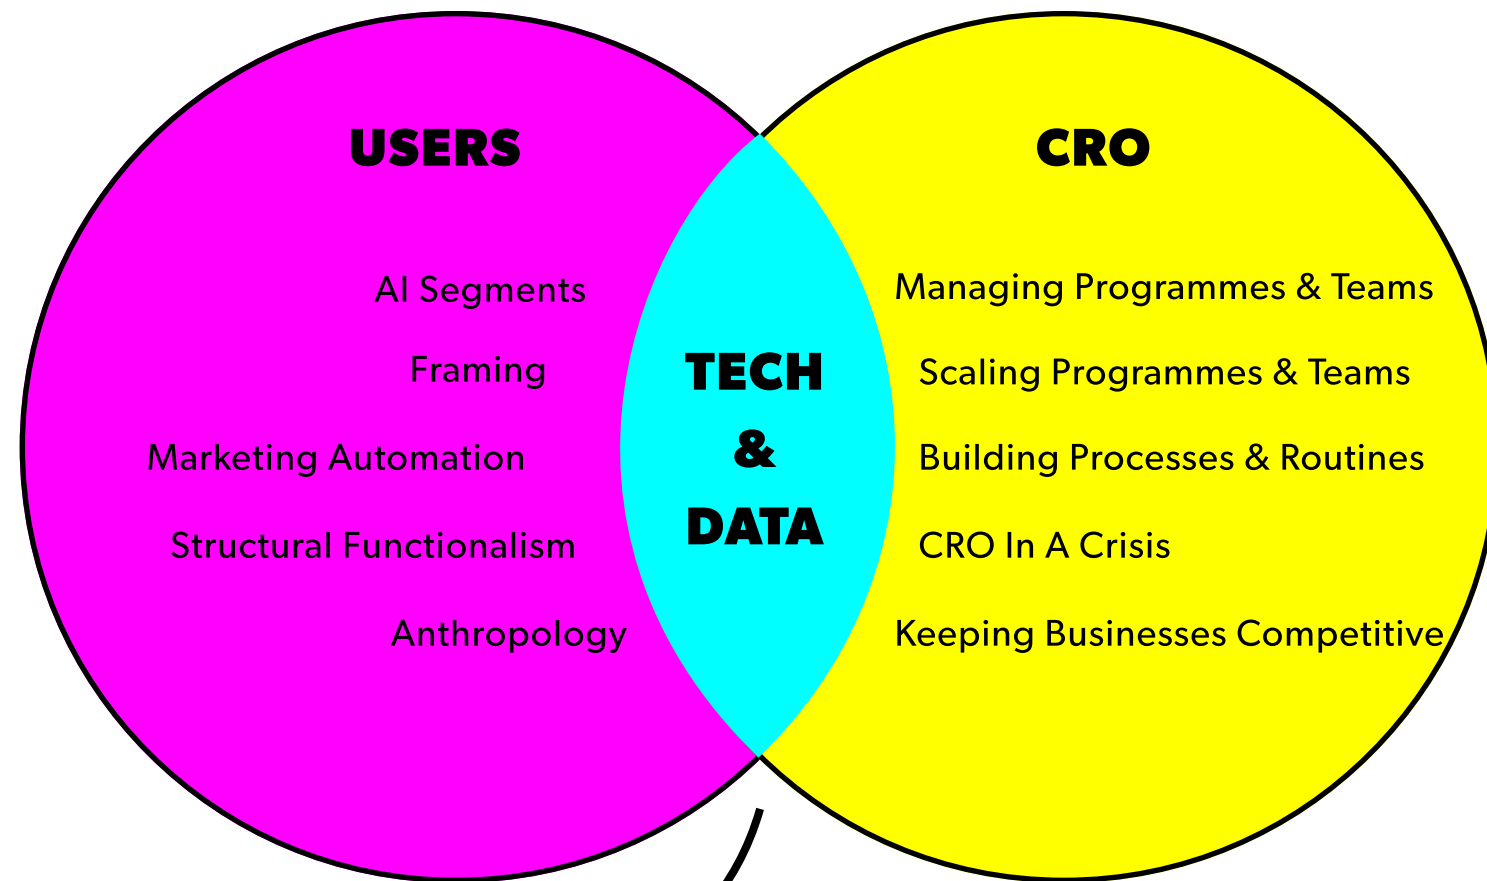 USERS
AI Segments
Framing
Marketing Automation
Structural Functionalism
Anthropology
TECH
&
DATA
CRO
Managing Programmes & Teams
Scaling Programmes & Teams
Building Processes & Routines
CRO In A Crisis
Keeping Businesses Competitive